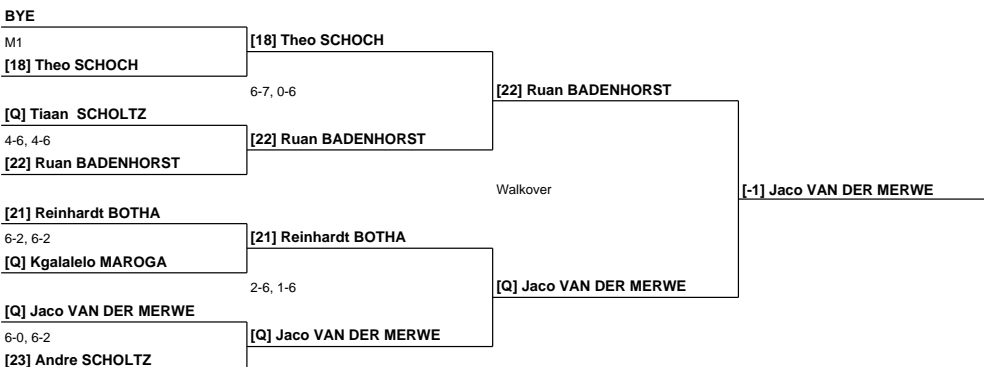 BYE
M1
[18] Theo SCHOCH
[18] Theo SCHOCH
6-7, 0-6
[22] Ruan BADENHORST
[Q] Tiaan  SCHOLTZ
4-6, 4-6
[22] Ruan BADENHORST
[22] Ruan BADENHORST
Walkover
[-1] Jaco VAN DER MERWE
[21] Reinhardt BOTHA
6-2, 6-2
[21] Reinhardt BOTHA
[Q] Kgalalelo MAROGA
2-6, 1-6
[Q] Jaco VAN DER MERWE
[Q] Jaco VAN DER MERWE
6-0, 6-2
[Q] Jaco VAN DER MERWE
[23] Andre SCHOLTZ